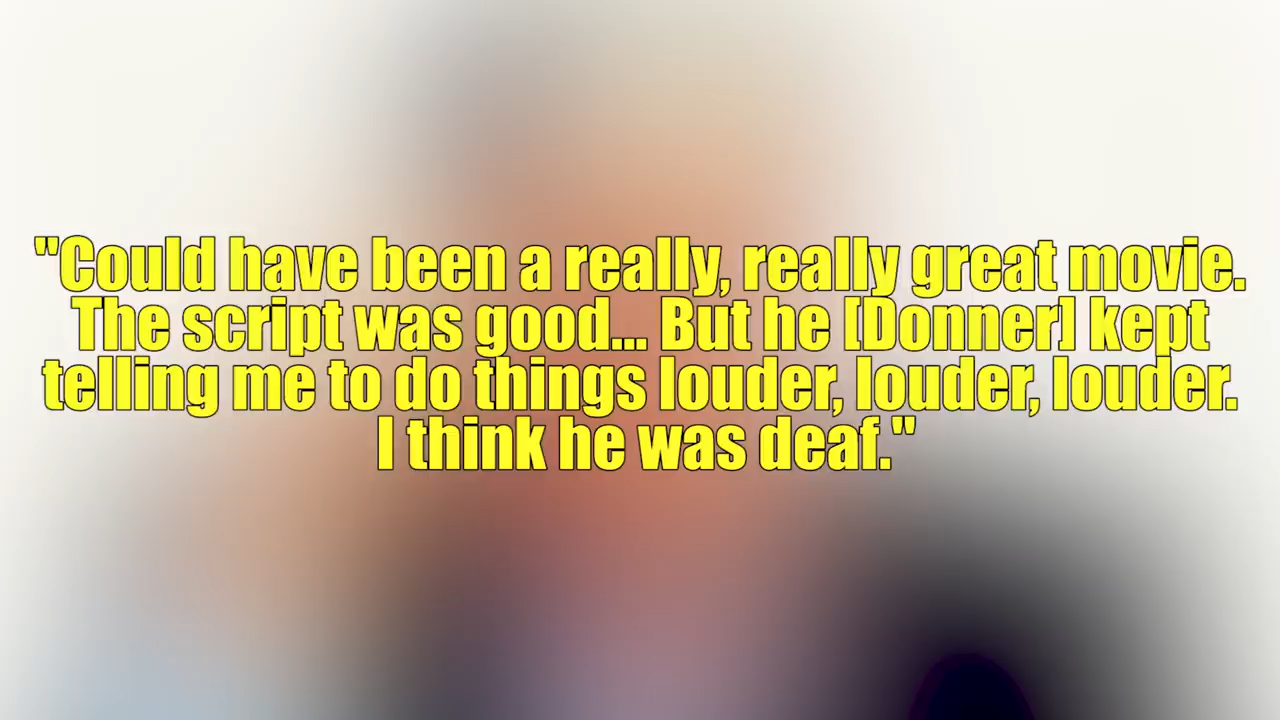 "Could have been a really, really great movie.
The script was good... But he [Donner] kept
telling me to do things louder, louder, louder.
I think he was deaf."